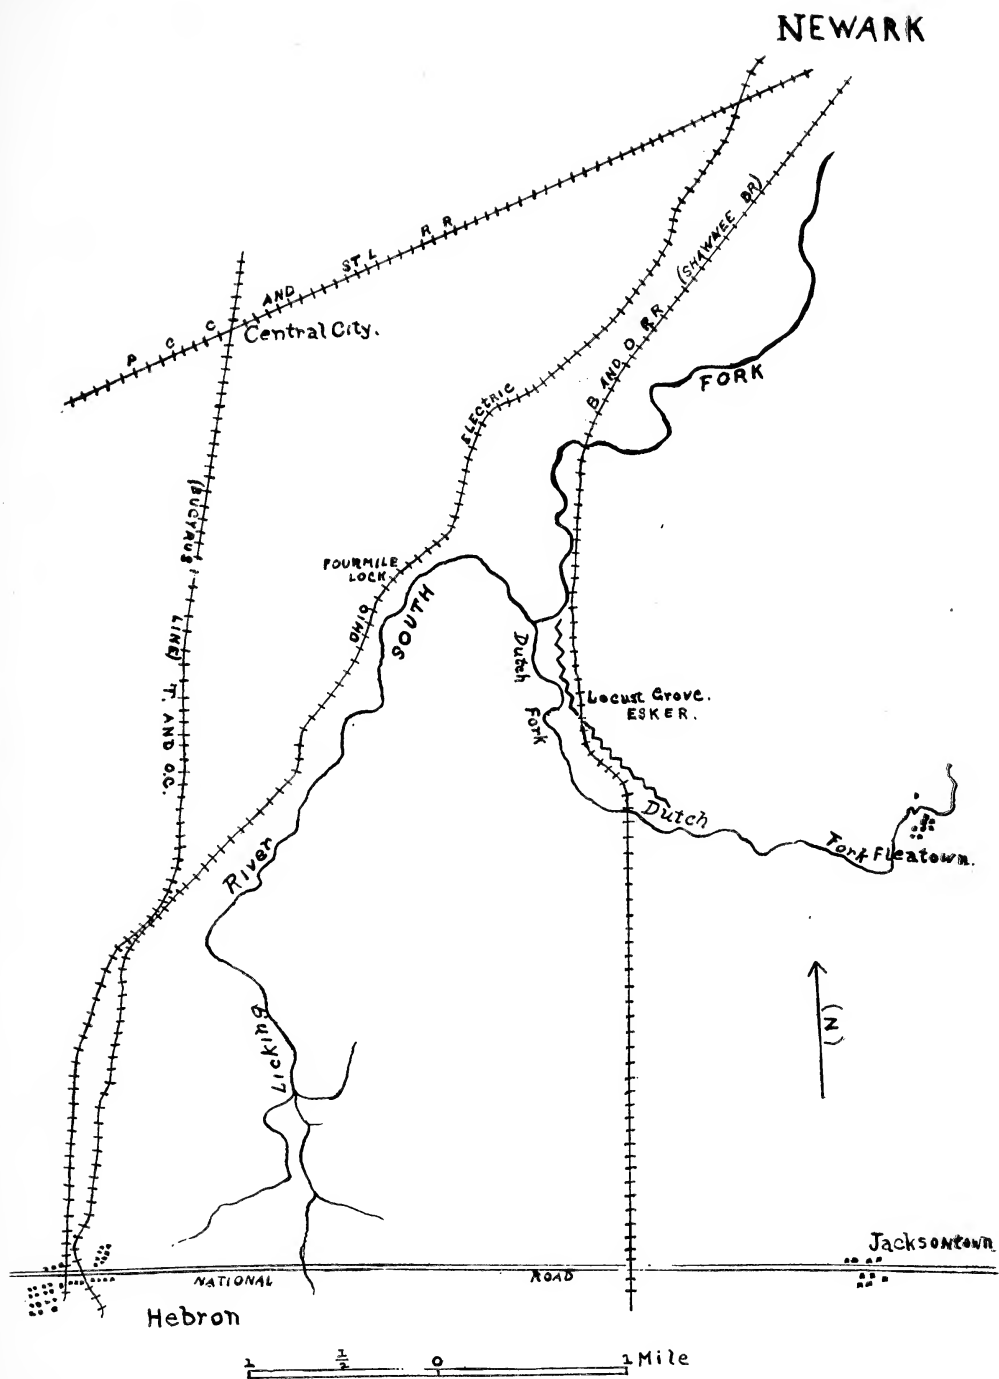 NEWARK
P C C AND ST L R R
Central City.
B AND O RR (SHAWNEE BR)
FORK
ELECTRIC
(BUCYRUS LINE) T. AND O.C.
FOURMILE
LOCK.
OHIO
SOUTH
Dutch
Fork
Locust Grove.
ESKER.
Dutch
Fork Fleatown.
River
Licking
(N)
Jacksontown
NATIONAL ROAD
Hebron
1 1/2 0 1 Mile